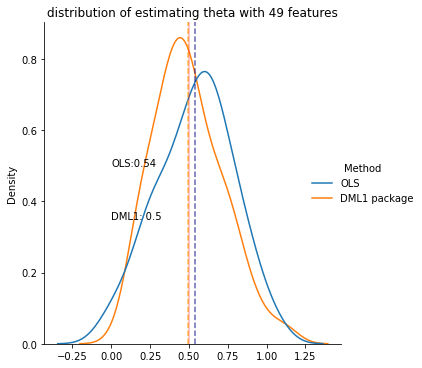 distribution of estimating theta with 49 features
Density
0.8
0.6
0.4
0.2
0.0
OLS:0.54
DML1: 0.5
Method
OLS
DML1 package
-0.25 0.00 0.25 0.50 0.75 1.00 1.25